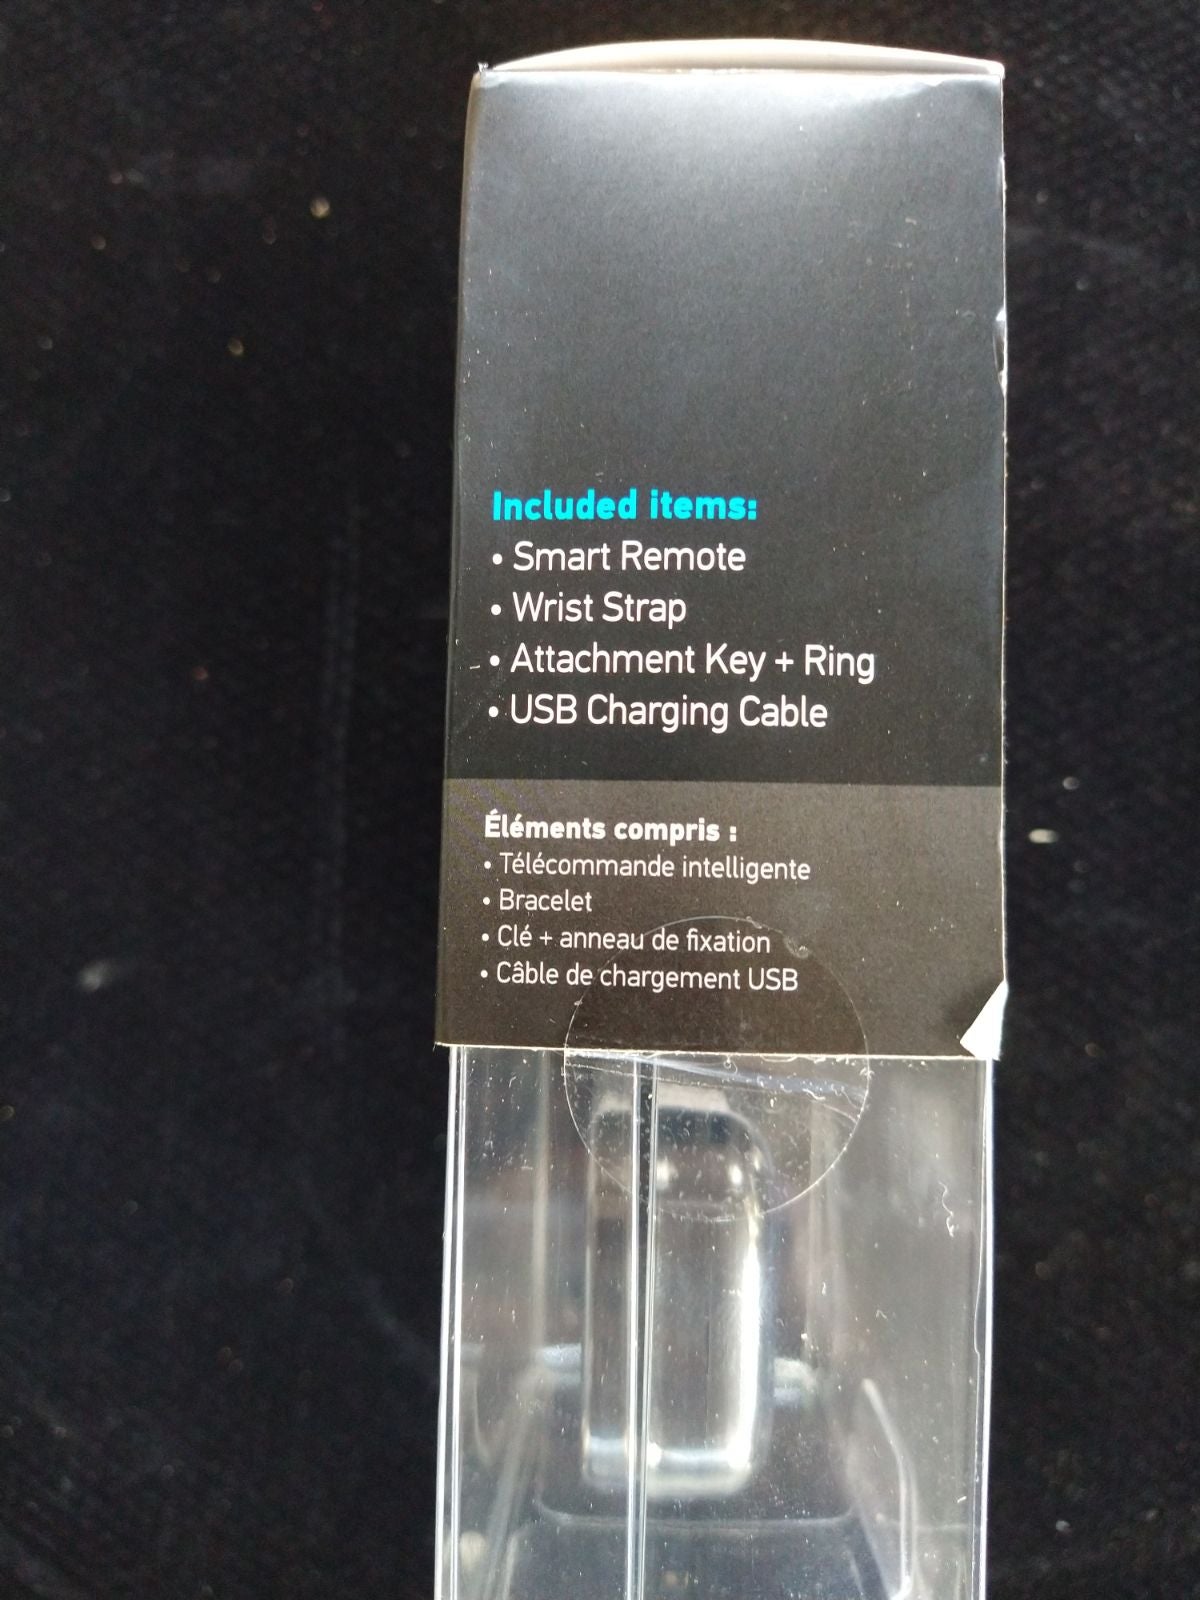 Included items:
• Smart Remote
• Wrist Strap
• Attachment Key + Ring
• USB Charging Cable
Éléments compris :
• Télécommande intelligente
• Bracelet
• Clé + anneau de fixation
• Câble de chargement USB